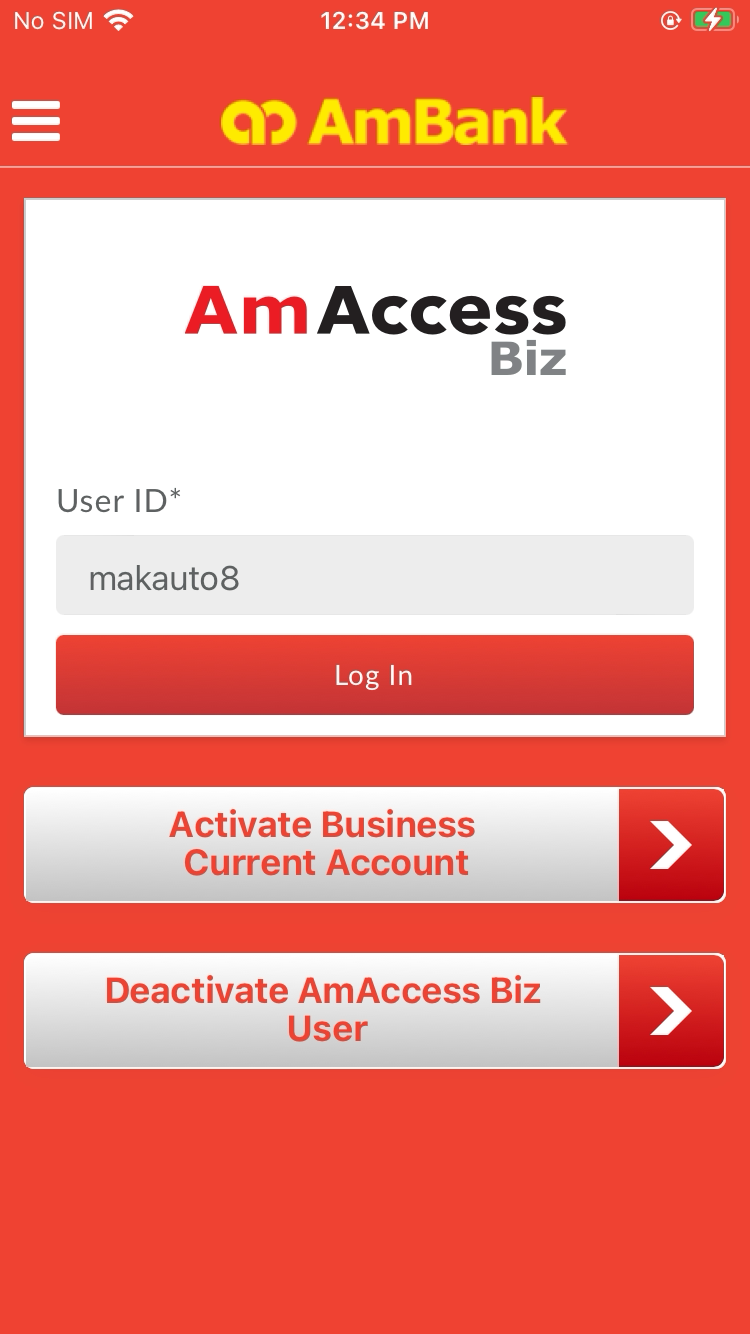 No SIM 12:34 PM
AmBank
AmAccess
Biz
User ID*
makauto8
Log In
Activate Business
Current Account
Deactivate AmAccess Biz
User